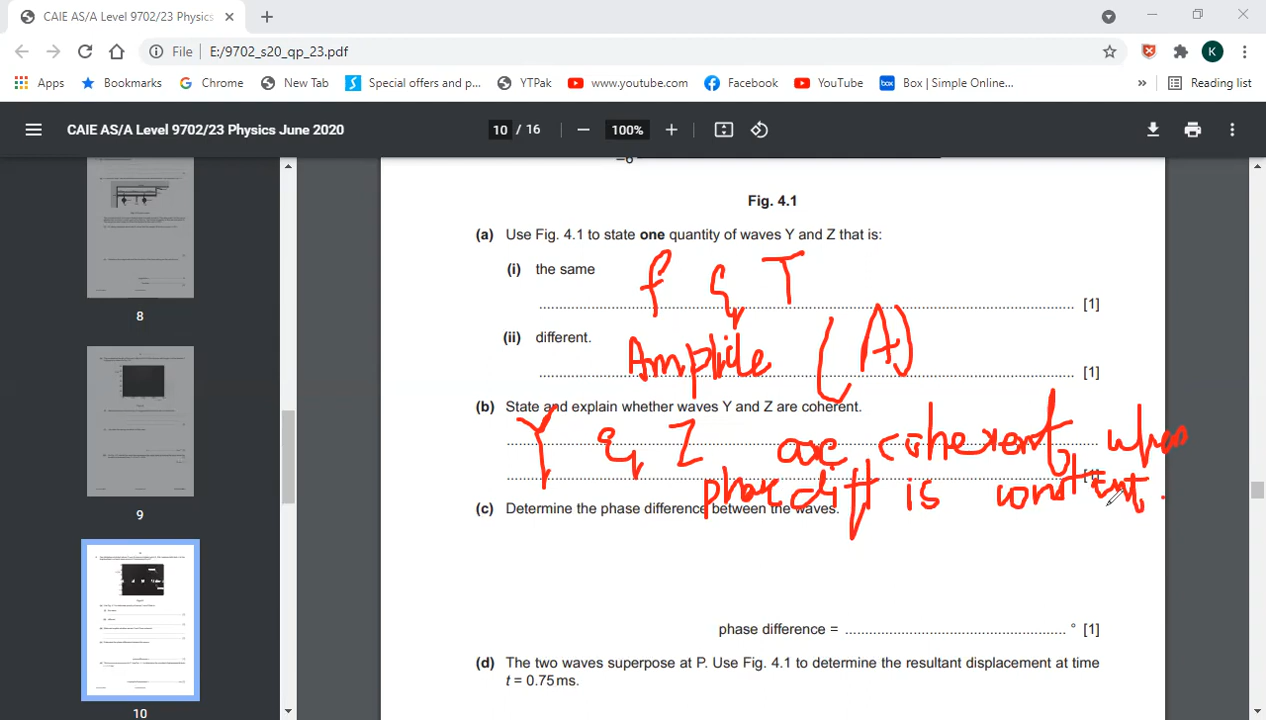 CAIE AS/A Level 9702/23 Physics
File E:/9702_s20_qp_23.pdf
K
Apps Bookmarks Chrome New Tab Special offers and p... YTPak www.youtube.com Facebook YouTube Box | Simple Online... » Reading list
CAIE AS/A Level 9702/23 Physics June 2020
10 / 16 100%
−6
8
9
10
Fig. 4.1
(a) Use Fig. 4.1 to state one quantity of waves Y and Z that is:
(i) the same
f & T
[1]
(ii) different.
(A)
[1]
(b) State and explain whether waves Y and Z are coherent.
Y & Z are coherent,
[1]
phase diff is constant.
(c) Determine the phase difference between the waves.
phase difference = ° [1]
(d) The two waves superpose at P. Use Fig. 4.1 to determine the resultant displacement at time
t = 0.75 ms.